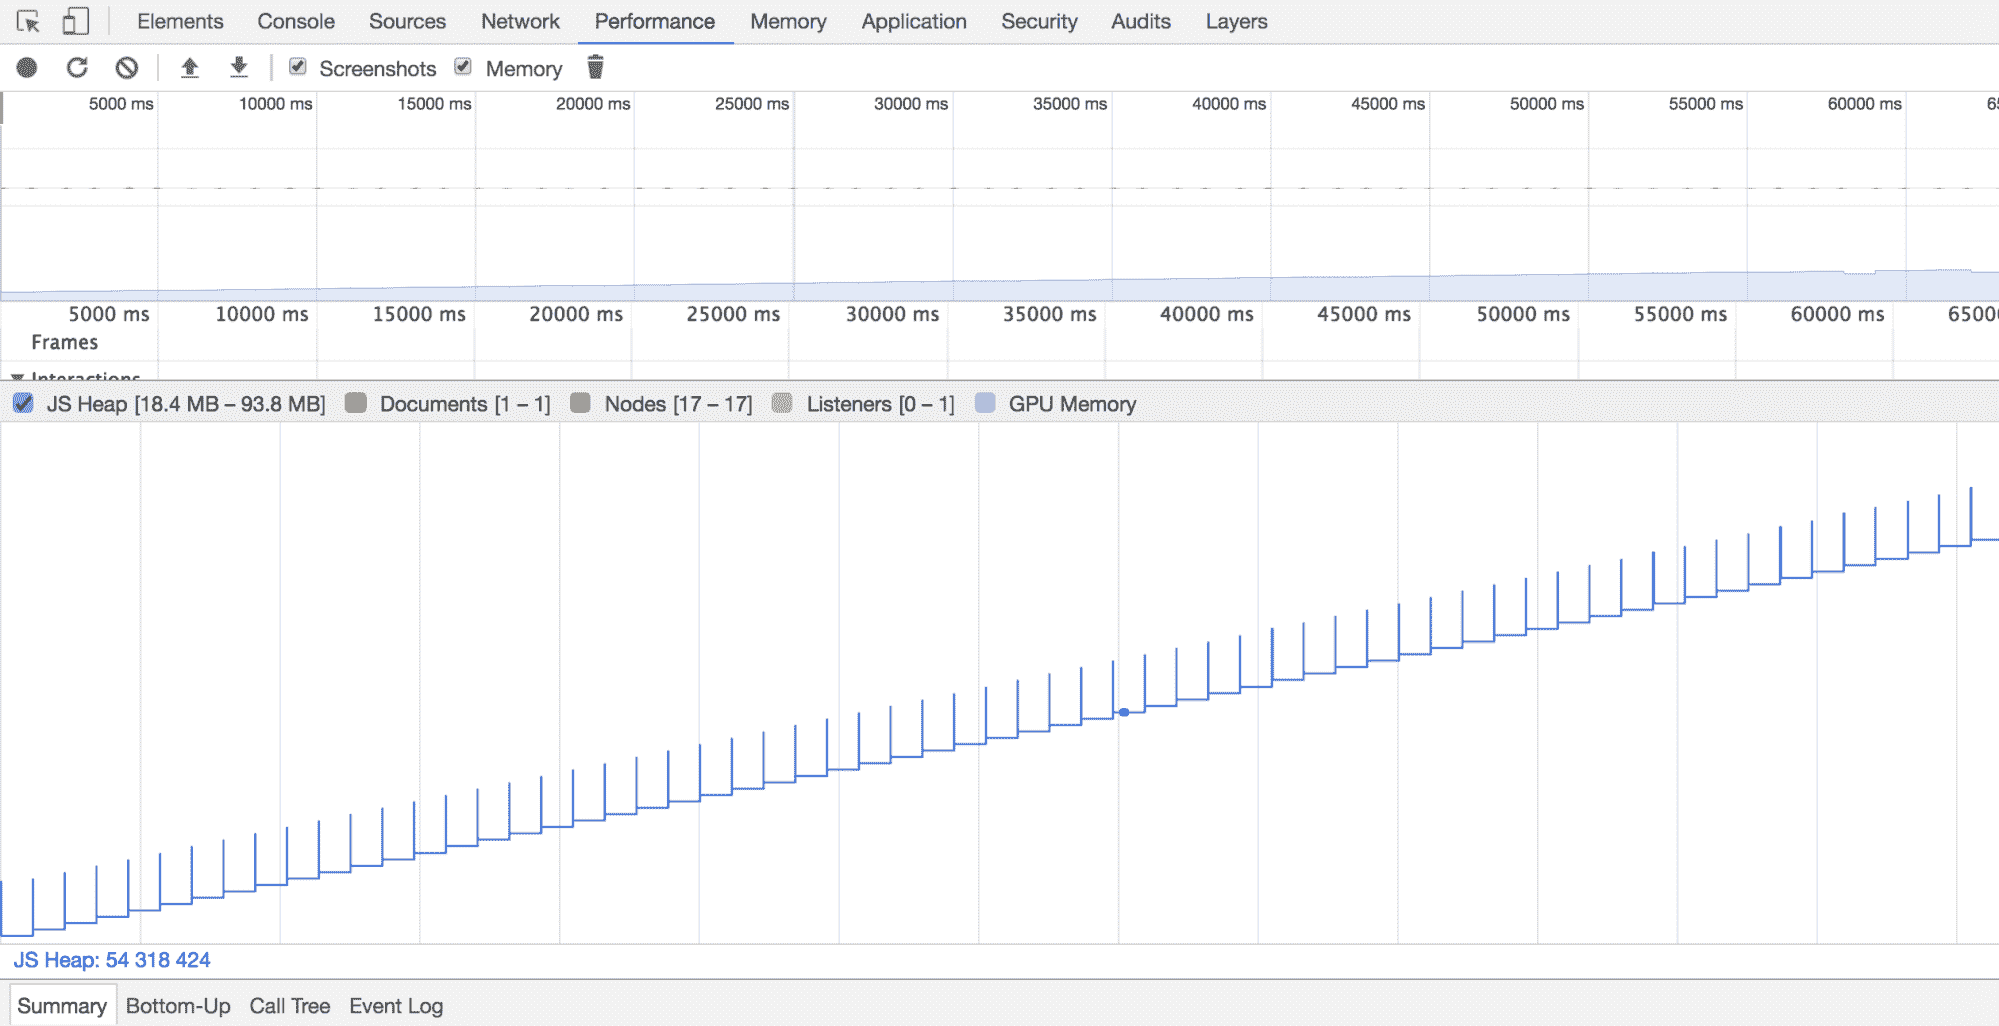 Elements Console Sources Network Performance Memory Application Security Audits Layers
Screenshots Memory
5000 ms 10000 ms 15000 ms 20000 ms 25000 ms 30000 ms 35000 ms 40000 ms 45000 ms 50000 ms 55000 ms 60000 ms 65
5000 ms 10000 ms 15000 ms 20000 ms 25000 ms 30000 ms 35000 ms 40000 ms 45000 ms 50000 ms 55000 ms 60000 ms 65000
Frames
Interactions
JS Heap [18.4 MB – 93.8 MB] Documents [1 – 1] Nodes [17 – 17] Listeners [0 – 1] GPU Memory
JS Heap: 54 318 424
Summary Bottom-Up Call Tree Event Log